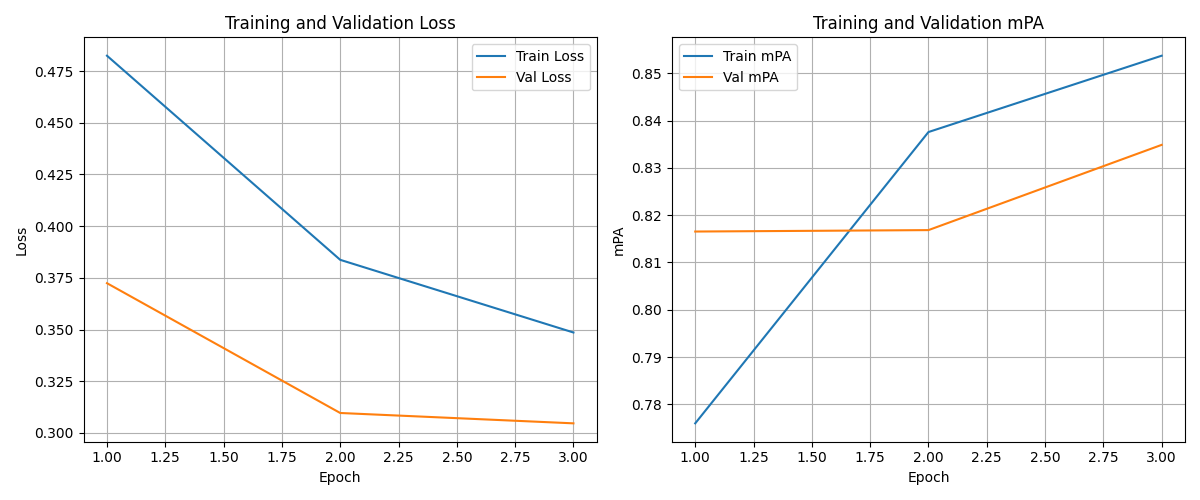 Training and Validation Loss
Train Loss
Val Loss
0.475
0.450
0.425
0.400
0.375
0.350
0.325
0.300
Loss
1.00 1.25 1.50 1.75 2.00 2.25 2.50 2.75 3.00
Epoch
Training and Validation mPA
Train mPA
Val mPA
0.85
0.84
0.83
0.82
0.81
0.80
0.79
0.78
mPA
1.00 1.25 1.50 1.75 2.00 2.25 2.50 2.75 3.00
Epoch